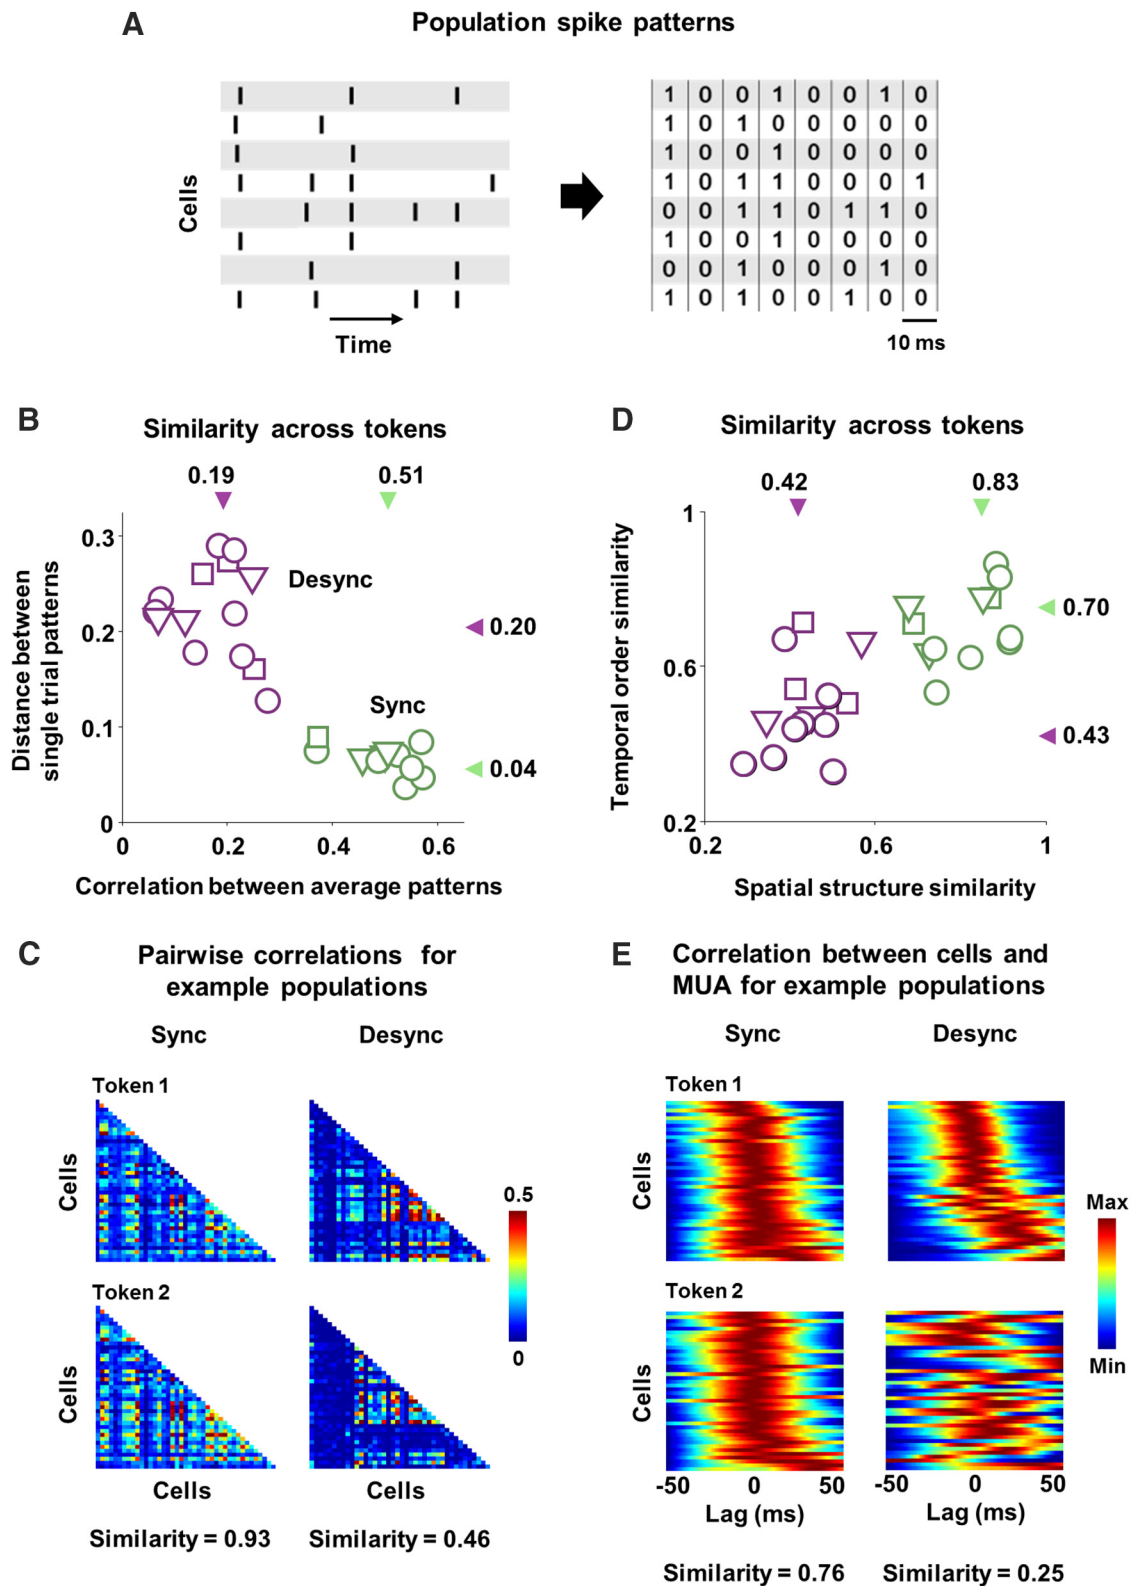 A
Population spike patterns
Cells
Time
1 0 0 1 0 0 1 0
1 0 1 0 0 0 0 0
1 0 0 1 0 0 0 0
1 0 1 1 0 0 0 1
0 0 1 1 0 1 1 0
1 0 0 1 0 0 0 0
0 0 1 0 0 0 1 0
1 0 1 0 0 1 0 0
10 ms
B
Similarity across tokens
0.19
0.51
Distance between
single trial patterns
0.3
0.2
0.1
0
Desync
Sync
0.20
0.04
0
0.2
0.4
0.6
Correlation between average patterns
D
Similarity across tokens
0.42
0.83
Temporal order similarity
1
0.6
0.2
0.70
0.43
0.2
0.6
1
Spatial structure similarity
C
Pairwise correlations for
example populations
Sync
Desync
Token 1
Cells
0.5
0
Token 2
Cells
Cells
Cells
Similarity = 0.93
Similarity = 0.46
E
Correlation between cells and
MUA for example populations
Sync
Desync
Token 1
Cells
Max
Min
Token 2
Cells
-50
0
50
-50
0
50
Lag (ms)
Lag (ms)
Similarity = 0.76
Similarity = 0.25